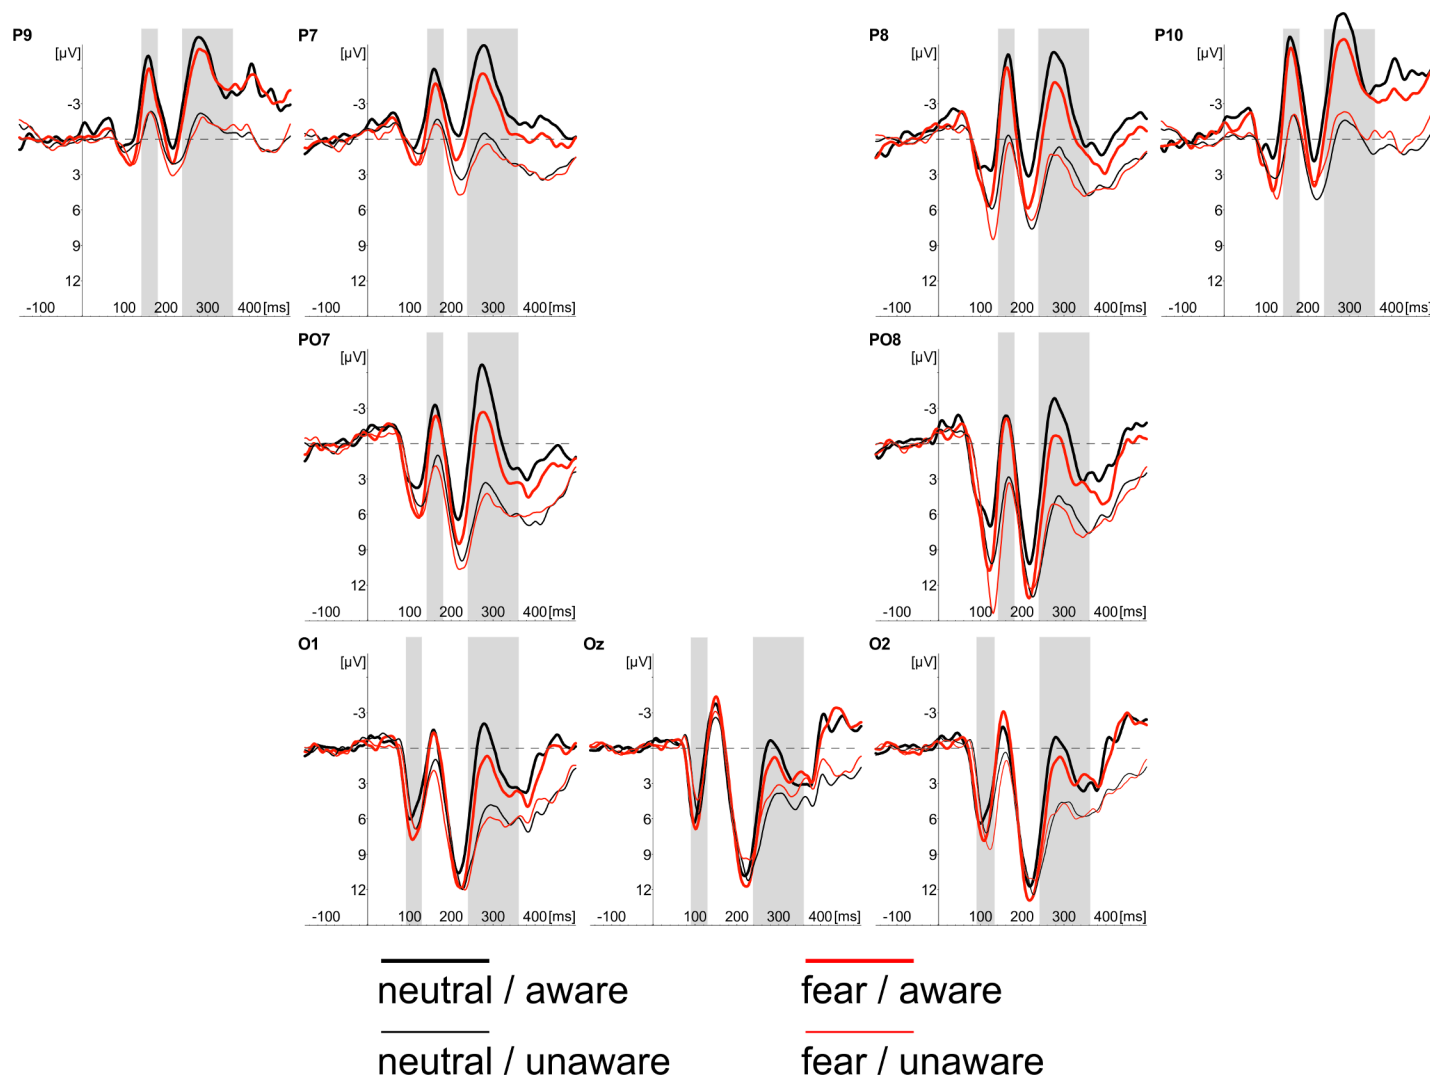 P9 P7 P8 P10
[µV] [µV] [µV] [µV]
-3 -3 -3 -3
3 3 3 3
6 6 6 6
9 9 9 9
12 12 12 12
-100 100 200 300 400 [ms] -100 100 200 300 400 [ms] -100 100 200 300 400 [ms] -100 100 200 300 400 [ms]
PO7 PO8
[µV] [µV]
-3 -3
3 3
6 6
9 9
12 12
-100 100 200 300 400 [ms] -100 100 200 300 400 [ms]
O1 Oz O2
[µV] [µV] [µV]
-3 -3 -3
3 3 3
6 6 6
9 9 9
12 12 12
-100 100 200 300 400 [ms] -100 100 200 300 400 [ms] -100 100 200 300 400 [ms]
neutral / aware fear / aware
neutral / unaware fear / unaware